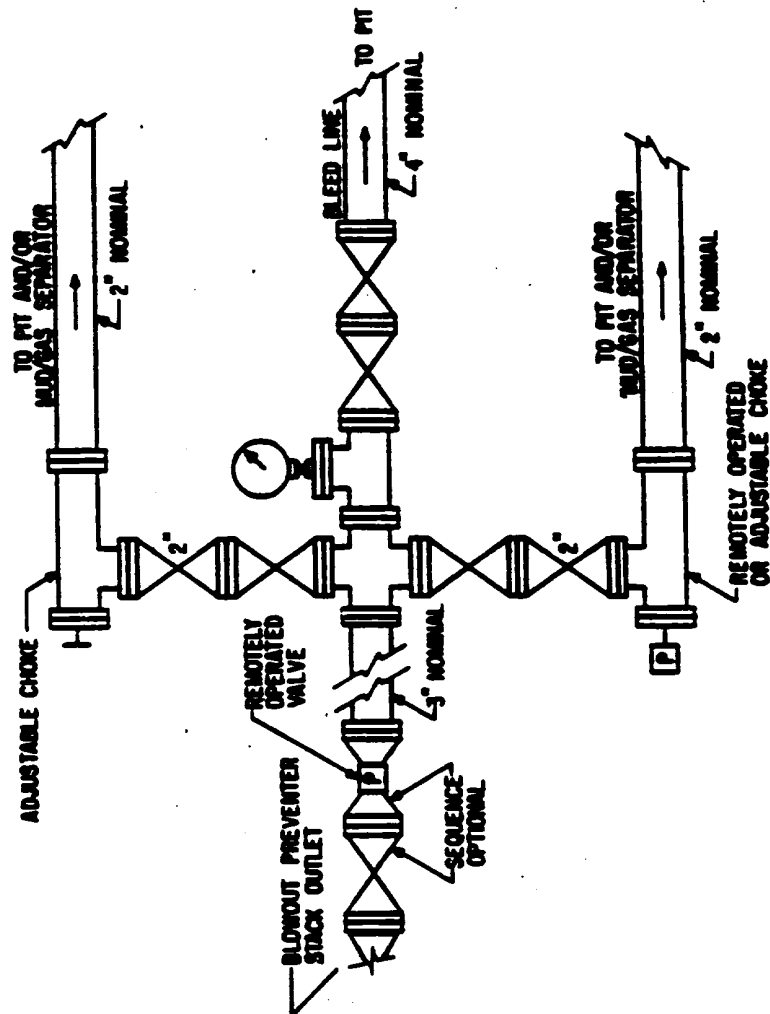 ADJUSTABLE CHOKE
TO PIT AND/OR
MUD/GAS SEPARATOR
2" NOMINAL
2"
BLEED LINE
TO PIT
4" NOMINAL
BLOWOUT PREVENTER
STACK OUTLET
REMOTELY
OPERATED
VALVE
P
3" NOMINAL
SEQUENCE
OPTIONAL
2"
TO PIT AND/OR
MUD/GAS SEPARATOR
2" NOMINAL
P
REMOTELY OPERATED
OR ADJUSTABLE CHOKE